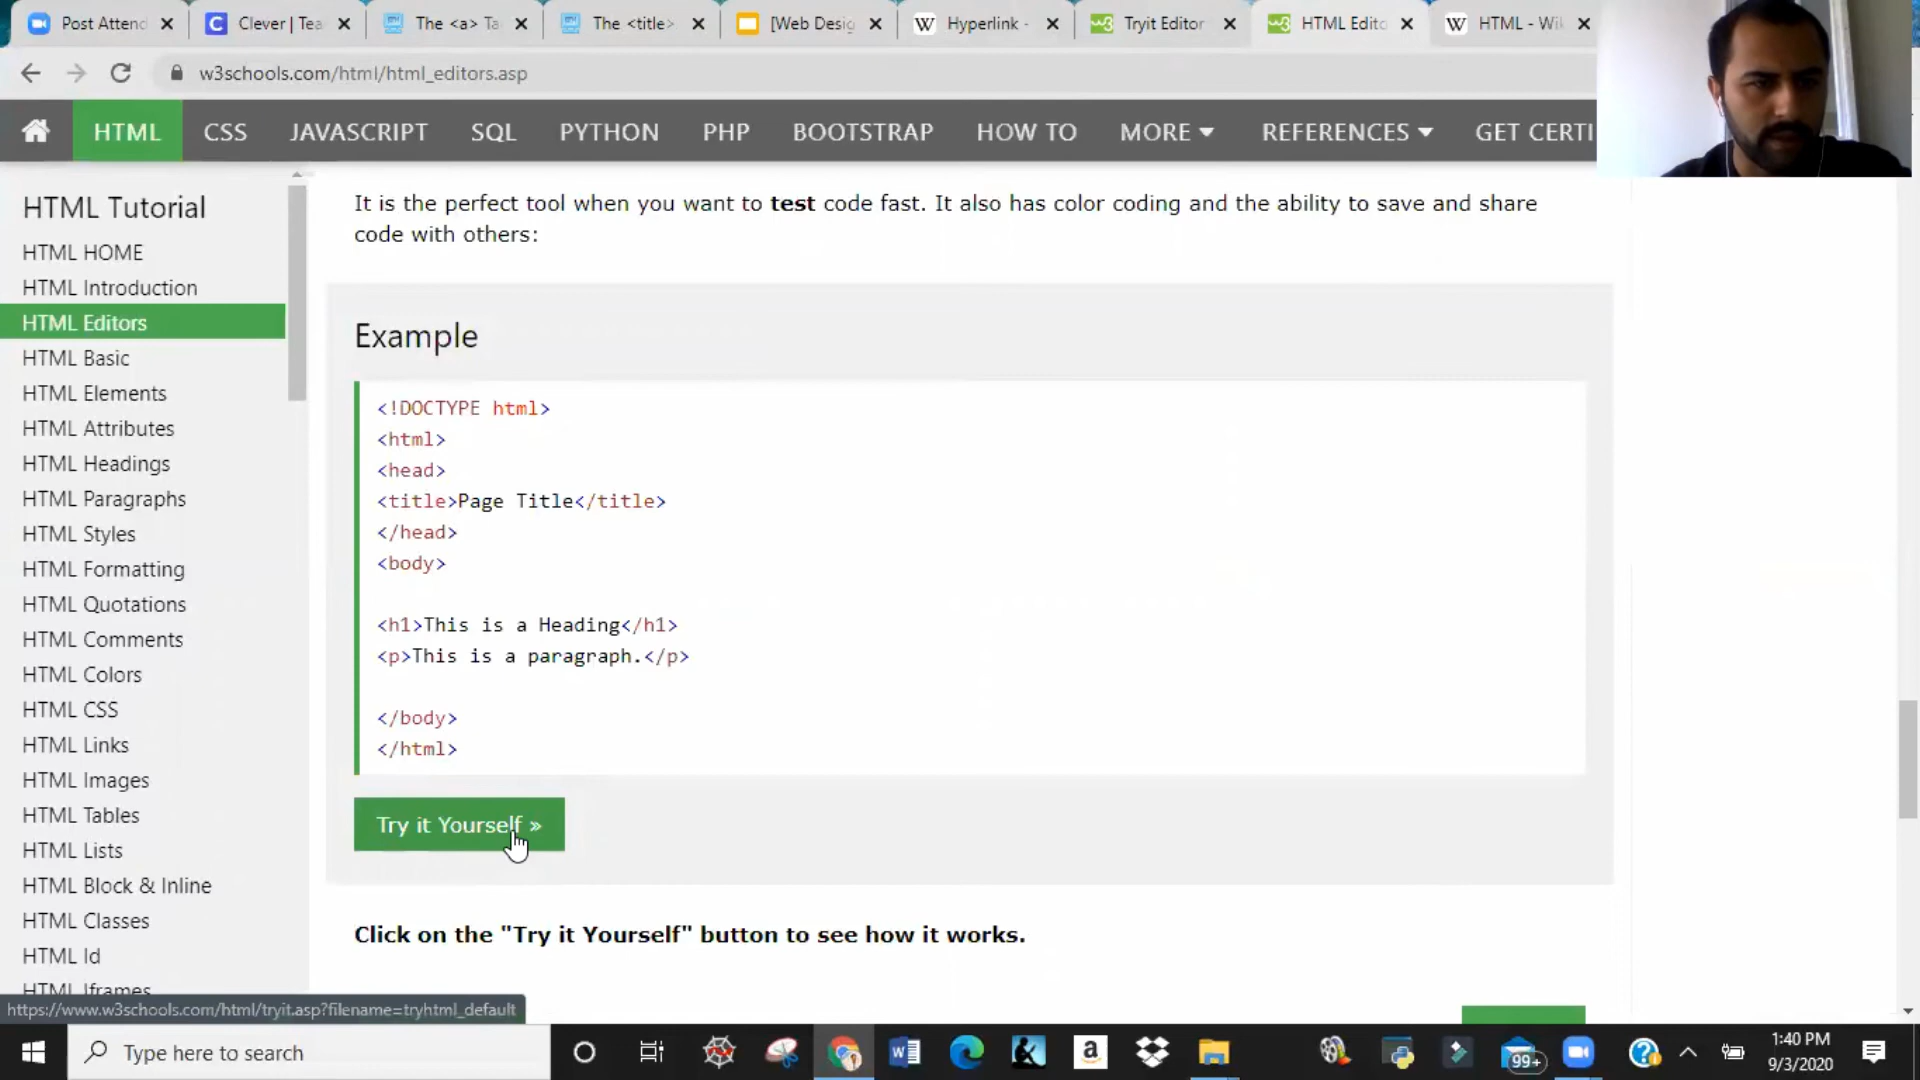 Post Attend
Clever | Tea
The <a> Ta
The <title>
[Web Desig
Hyperlink -
Tryit Editor
HTML Edito
HTML - Wik
w3schools.com/html/html_editors.asp
HTML
CSS
JAVASCRIPT
SQL
PYTHON
PHP
BOOTSTRAP
HOW TO
MORE
REFERENCES
GET CERTI
HTML Tutorial
HTML HOME
HTML Introduction
HTML Editors
HTML Basic
HTML Elements
HTML Attributes
HTML Headings
HTML Paragraphs
HTML Styles
HTML Formatting
HTML Quotations
HTML Comments
HTML Colors
HTML CSS
HTML Links
HTML Images
HTML Tables
HTML Lists
HTML Block & Inline
HTML Classes
HTML Id
HTML Iframes
It is the perfect tool when you want to test code fast. It also has color coding and the ability to save and share
code with others:
Example
<!DOCTYPE html>
<html>
<head>
<title>Page Title</title>
</head>
<body>
<h1>This is a Heading</h1>
<p>This is a paragraph.</p>
</body>
</html>
Try it Yourself »
Click on the "Try it Yourself" button to see how it works.
https://www.w3schools.com/html/tryit.asp?filename=tryhtml_default
Type here to search
99+
1:40 PM
9/3/2020